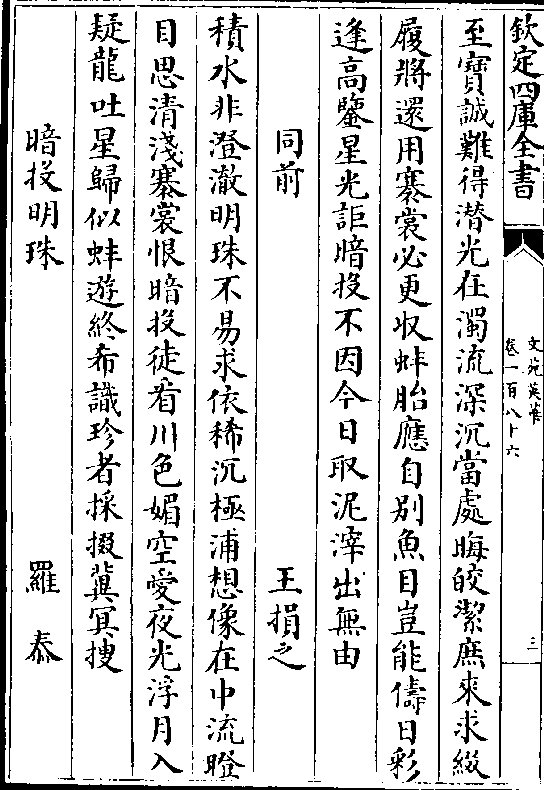 欽定四庫全書
文苑英華
卷一百八十六
三
至寶誠難得潜光在濁流深沉當處晦皎潔庶來求綴
履將還用褰裳必更収蚌胎應自别魚目豈能儔日彩
逢高鑒星光詎暗投不因今日取泥滓出無由
同前 王損之
積水非澄澈明珠不易求依稀沉極浦想像在中流瞪
目思清淺褰裳恨暗投徒看川色媚空愛夜光浮月入
疑龍吐星歸似蚌遊終希識珍者採掇冀冥搜
暗投明珠 羅泰